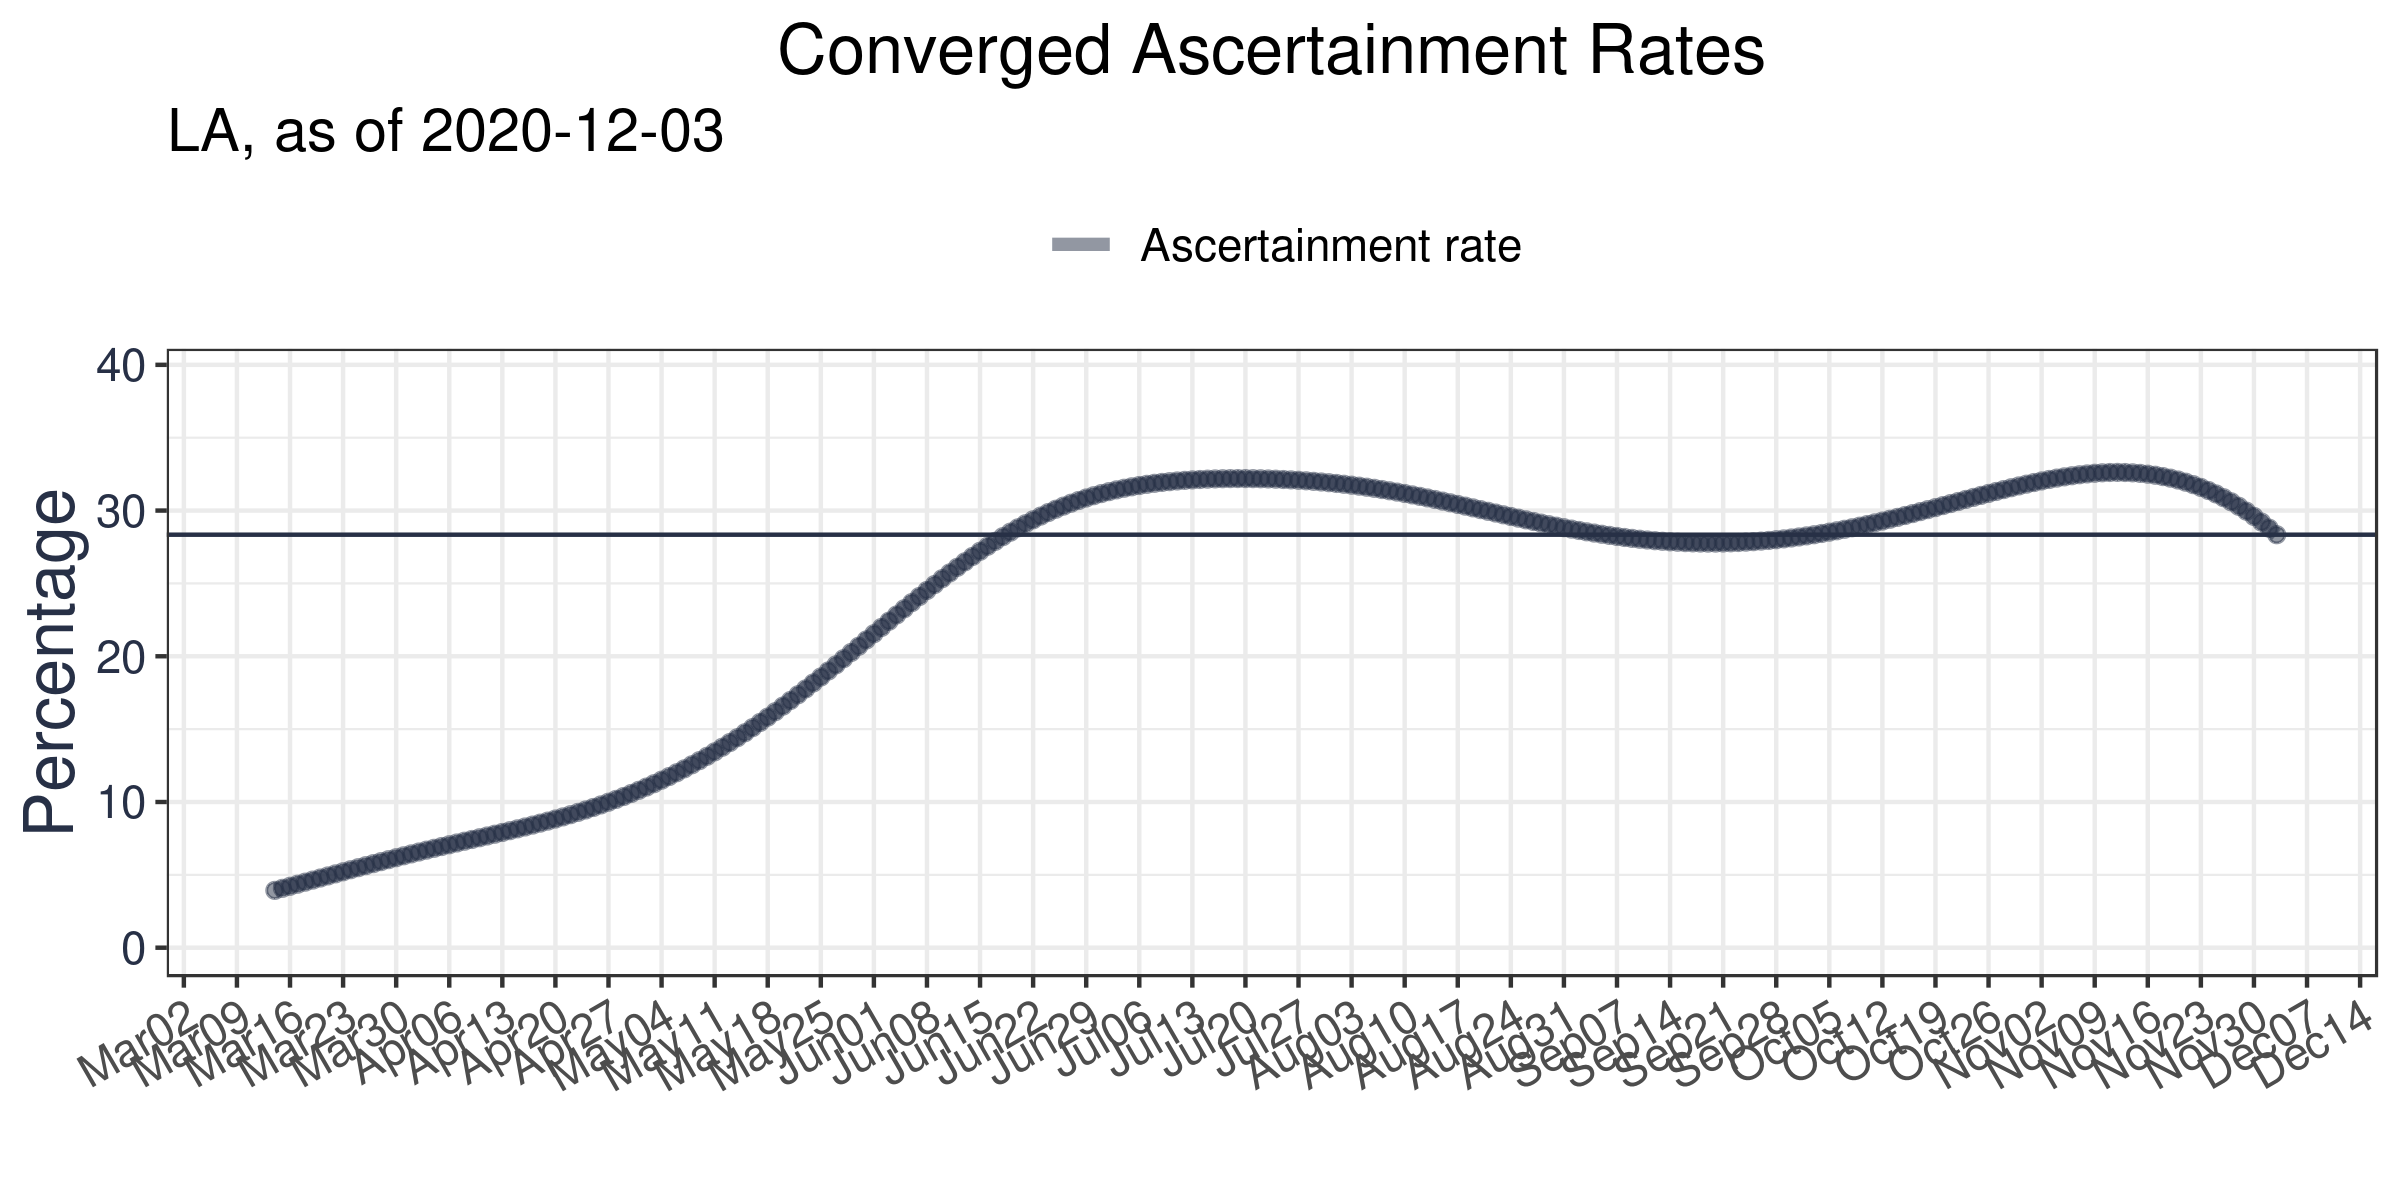 Converged Ascertainment Rates
LA, as of 2020-12-03
Ascertainment rate
Percentage
40
30
20
10
0
Mar02
Mar09
Mar16
Mar23
Mar30
Apr06
Apr13
Apr20
Apr27
May04
May11
May18
May25
Jun01
Jun08
Jun15
Jun22
Jun29
Jul06
Jul13
Jul20
Jul27
Aug03
Aug10
Aug17
Aug24
Aug31
Sep07
Sep14
Sep21
Sep28
Oct05
Oct12
Oct19
Oct26
Nov02
Nov09
Nov16
Nov23
Nov30
Dec07
Dec14